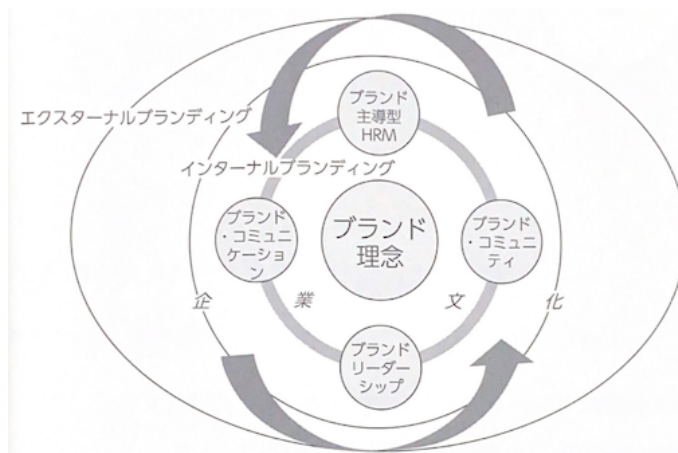 ブランド
主導型
HRM
エクスターナルブランディング
インターナルブランディング
ブランド
・コミュニ
ケーショ
ン
ブランド
理念
ブランド
・コミュニ
ティ
企 業 文 化
ブランド
リーダー
シップ